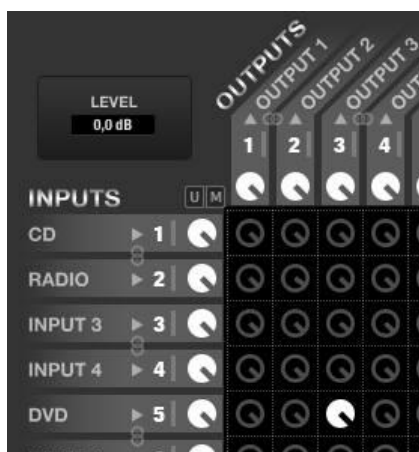 OUTPUTS
OUTPUT 1
OUTPUT 2
OUTPUT 3
LEVEL
0,0 dB
1 2 3 4
INPUTS U M
CD 1
RADIO 2
INPUT 3 3
INPUT 4 4
DVD 5